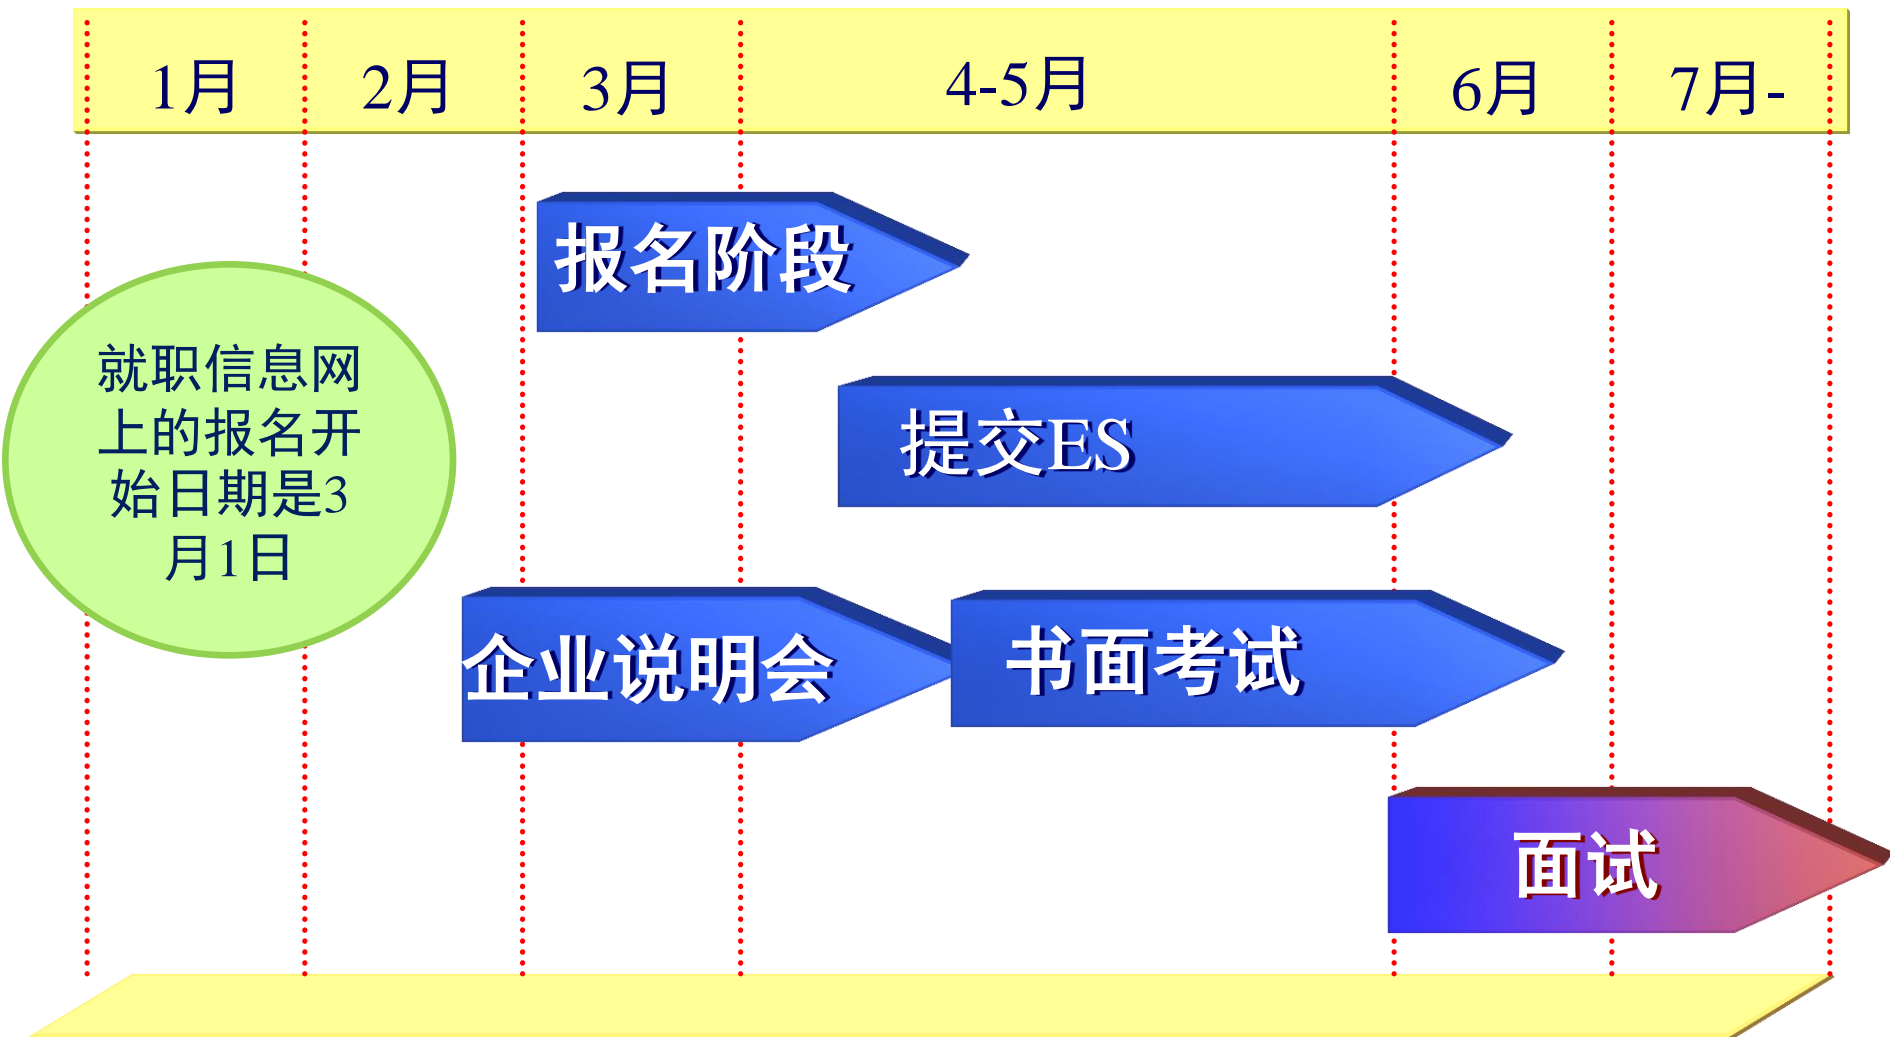 1月
2月
3月
4-5月
6月
7月-
报名阶段
就职信息网
上的报名开
始日期是3
月1日
提交ES
企业说明会
书面考试
面试